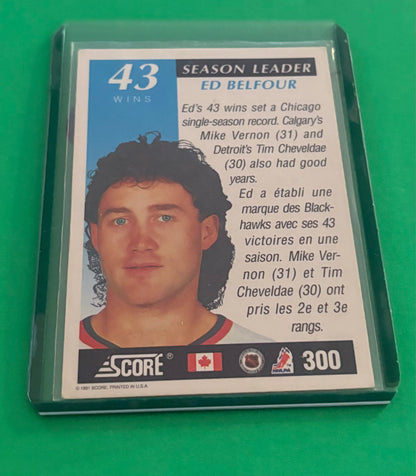 43
WINS
SEASON LEADER
ED BELFOUR
Ed's 43 wins set a Chicago
single-season record. Calgary's
Mike Vernon (31) and
Detroit's Tim Cheveldae
(30) also had good
years.
Ed a établi une
marque des Black-
hawks avec ses 43
victoires en une
saison. Mike Ver-
non (31) et Tim
Cheveldae (30) ont
pris les 2e et 3e
rangs.
SCORE®
NHLPA
300
© 1991 SCORE, PRINTED IN U.S.A.